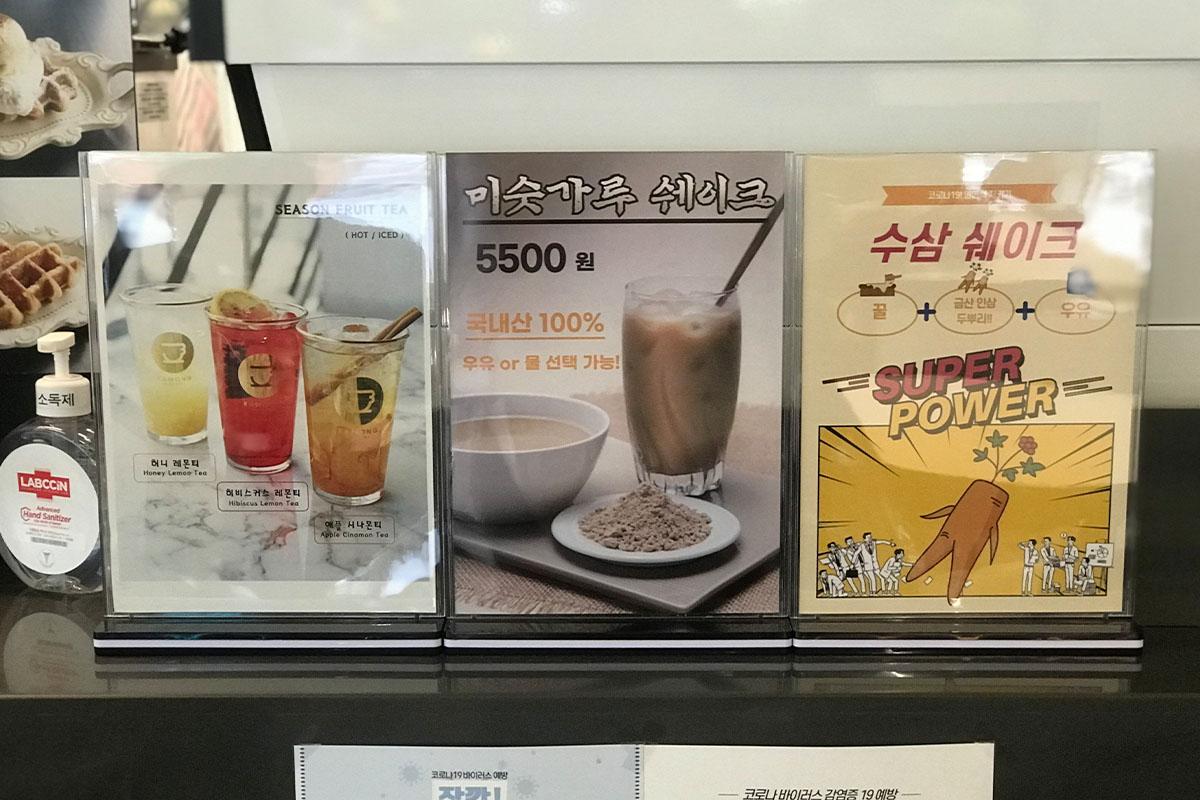 SEASON FRUIT TEA
( HOT / ICED )
허니 레몬티
Honey Lemon Tea
히비스커스 레몬티
Hibiscus Lemon Tea
애플 시나몬티
Apple Cinamon Tea
미숫가루 쉐이크
5500 원
국내산 100%
우유 or 물 선택 가능!
수삼 쉐이크
꿀
+
금산 인삼
두뿌리!!
+
우유
SUPER
POWER
소독제
LABCCiN
Advanced
Hand Sanitizer
코로나19 바이러스 예방
잠깐!
코로나 바이러스 감염증 19 예방